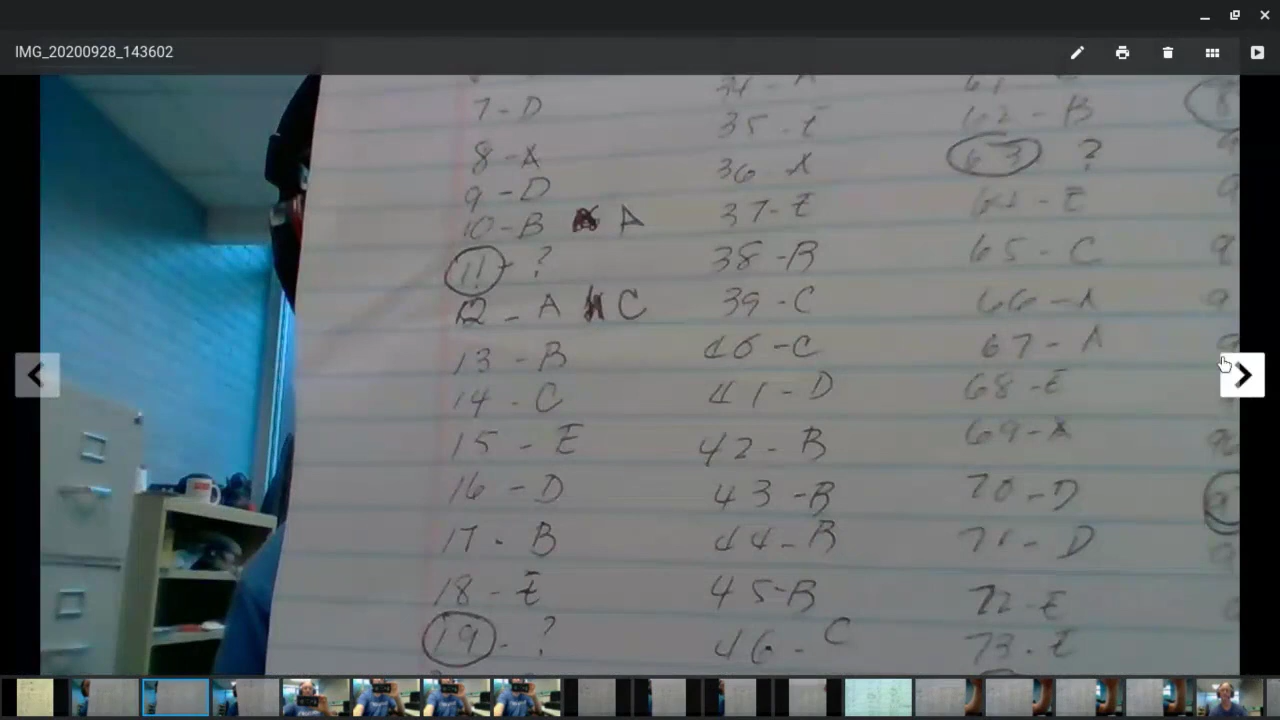 IMG_20200928_143602
7 - D
8 - A
9 - D
10 - B A
11 - ?
12 - A C
13 - B
14 - C
15 - E
16 - D
17 - B
18 - E
19 - ?
34 - A
35 - E
36 A
37 - E
38 - B
39 - C
40 - C
41 - D
42 - B
43 - B
44 - B
45 - B
46 - C
61
62 - B
63 ?
64 - E
65 - C
66 - A
67 - A
68 - E
69 - A
70 - D
71 - D
72 - E
73 - E